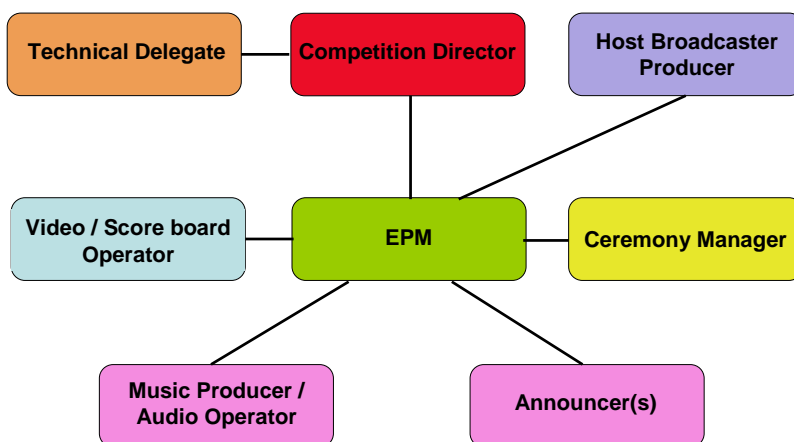 Technical Delegate
Competition Director
Host Broadcaster
Producer
Video / Score board
Operator
EPM
Ceremony Manager
Music Producer /
Audio Operator
Announcer(s)